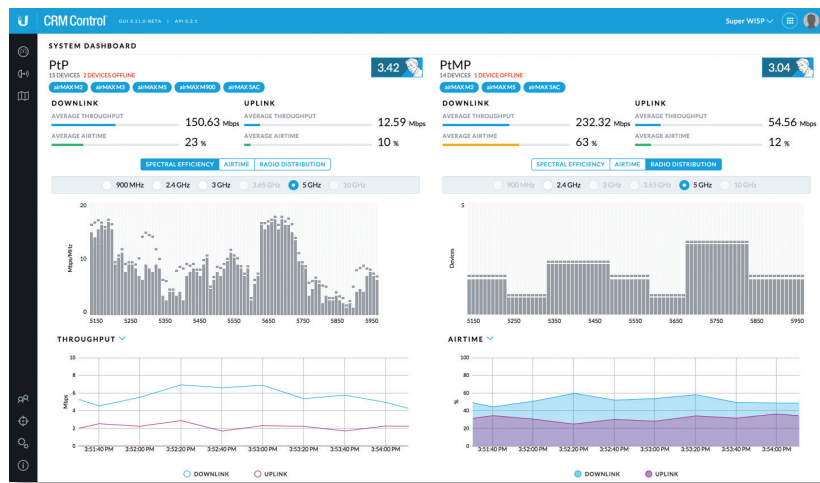 CRM Control GUI 2.11.0-BETA | API 0.2.1 Super WISP
SYSTEM DASHBOARD
PtP
15 DEVICES 2 DEVICES OFFLINE
3.42
airMAX M2 airMAX M3 airMAX M5 airMAX M900 airMAX 5AC
DOWNLINK UPLINK
AVERAGE THROUGHPUT AVERAGE THROUGHPUT
150.63 Mbps 12.59 Mbps
AVERAGE AIRTIME AVERAGE AIRTIME
23 % 10 %
SPECTRAL EFFICIENCY AIRTIME RADIO DISTRIBUTION
900 MHz 2.4 GHz 3 GHz 3.65 GHz 5 GHz 10 GHz
20
10
0
Mbps/MHz
5150 5250 5350 5450 5550 5650 5750 5850 5950
THROUGHPUT
10
8
6
4
2
0
Mbps
3:51:40 PM 3:52:00 PM 3:52:20 PM 3:52:40 PM 3:53:00 PM 3:53:20 PM 3:53:40 PM 3:54:00 PM
DOWNLINK UPLINK
PtMP
14 DEVICES 1 DEVICE OFFLINE
3.04
airMAX M2 airMAX M5 airMAX 5AC
DOWNLINK UPLINK
AVERAGE THROUGHPUT AVERAGE THROUGHPUT
232.32 Mbps 54.56 Mbps
AVERAGE AIRTIME AVERAGE AIRTIME
63 % 12 %
SPECTRAL EFFICIENCY AIRTIME RADIO DISTRIBUTION
900 MHz 2.4 GHz 3 GHz 3.65 GHz 5 GHz 10 GHz
5
Devices
5150 5250 5350 5450 5550 5650 5750 5850 5950
AIRTIME
100
80
60
40
20
0
%
3:51:40 PM 3:52:00 PM 3:52:20 PM 3:52:40 PM 3:53:00 PM 3:53:20 PM 3:53:40 PM 3:54:00 PM
DOWNLINK UPLINK